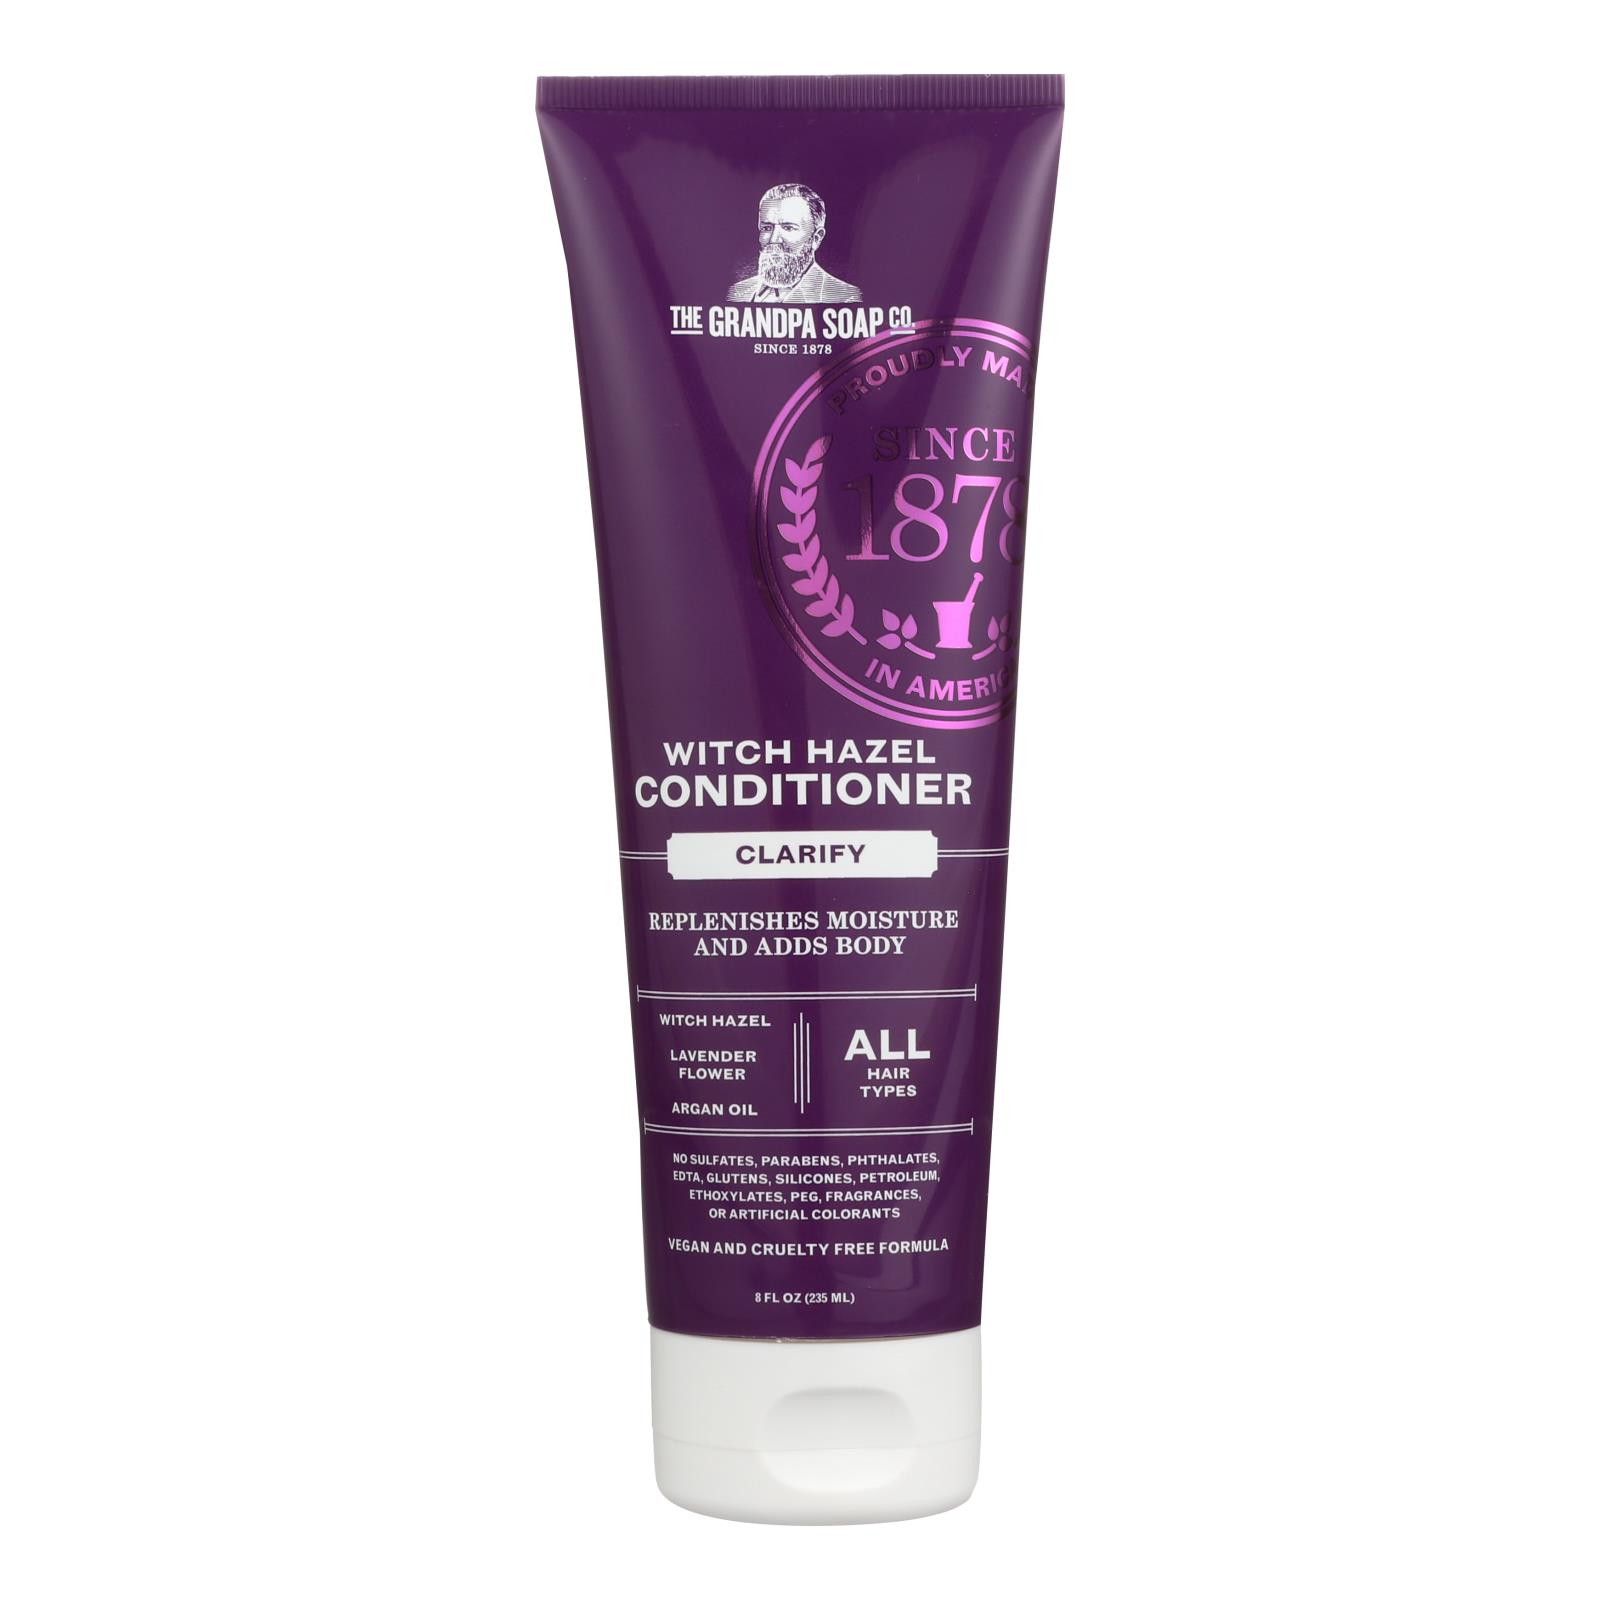 THE GRANDPA SOAP CO.
SINCE 1878
PROUDLY
SINCE
1878
IN
WITCH HAZEL
CONDITIONER
CLARIFY
REPLENISHES MOISTURE
AND ADDS BODY
WITCH HAZEL
LAVENDER
FLOWER
ARGAN OIL
ALL
HAIR
TYPES
NO SULFATES, PARABENS, PHTHALATES,
EDTA, GLUTENS, SILICONES, PETROLEUM,
ETHOXYLATES, PEG, FRAGRANCES,
OR ARTIFICIAL COLORANTS
VEGAN AND CRUELTY FREE FORMULA
8 FL OZ (235 ML)